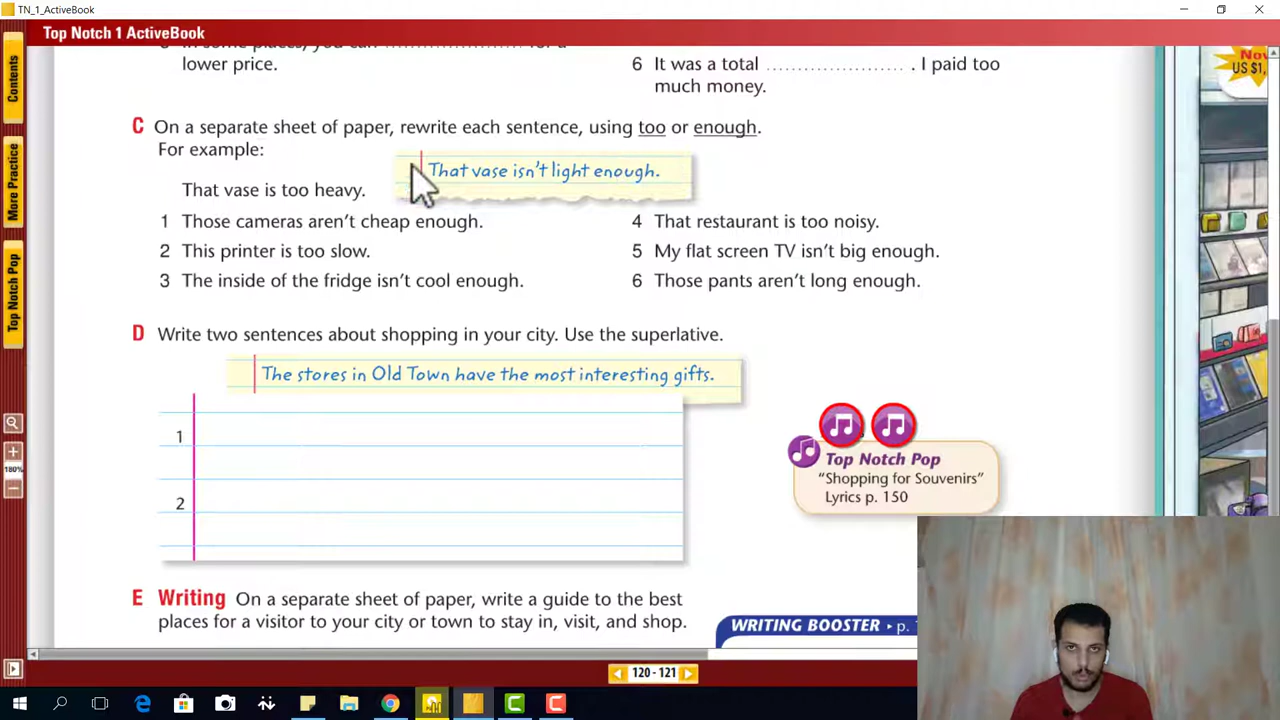 TN_1_ActiveBook
Top Notch 1 ActiveBook
Contents
More Practice
Top Notch Pop
180%
lower price.
6 It was a total ........................ . I paid too
much money.
C On a separate sheet of paper, rewrite each sentence, using too or enough.
For example:
That vase isn't light enough.
That vase is too heavy.
1 Those cameras aren't cheap enough.
2 This printer is too slow.
3 The inside of the fridge isn't cool enough.
4 That restaurant is too noisy.
5 My flat screen TV isn't big enough.
6 Those pants aren't long enough.
D Write two sentences about shopping in your city. Use the superlative.
The stores in Old Town have the most interesting gifts.
1
2
Top Notch Pop
"Shopping for Souvenirs"
Lyrics p. 150
E Writing On a separate sheet of paper, write a guide to the best
places for a visitor to your city or town to stay in, visit, and shop.
WRITING BOOSTER • p.
US $1,
120 - 121